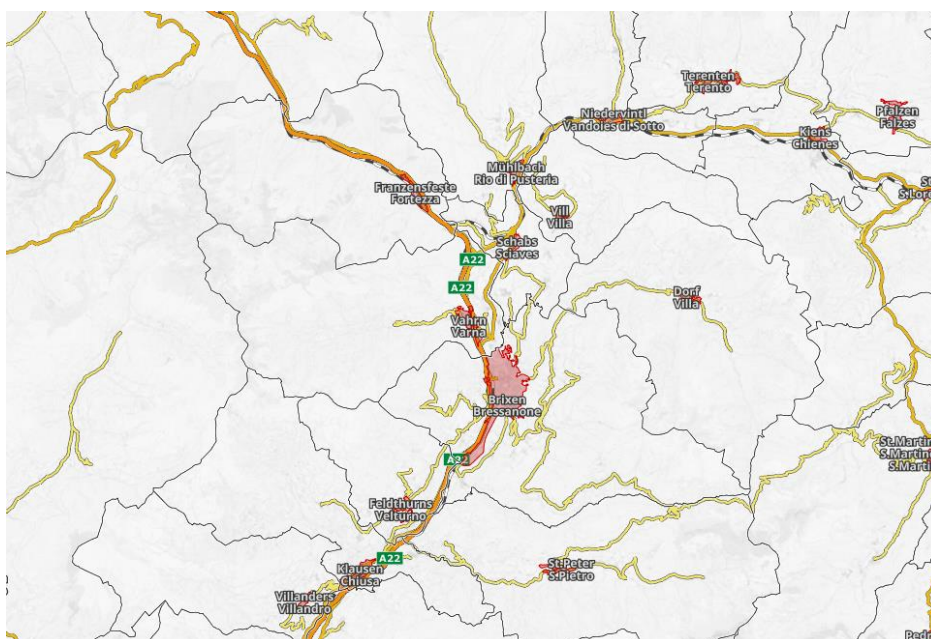 Terenten
Terento
Pfalzen
Falzes
Niedervintl
Vandoies di Sotto
Kiens
Chienes
Mühlbach
Rio di Pusteria
Franzensfeste
Fortezza
Vill
Villa
Schabs
Sciaves
A22
A22
Dorf
Villa
Vahrn
Varna
Brixen
Bressanone
A22
Feldthurns
Velturno
A22
Klausen
Chiusa
St.Peter
S.Pietro
Villanders
Villandro
St.Martin
S.Martin
S.Marti
St
S.Lore
Pede